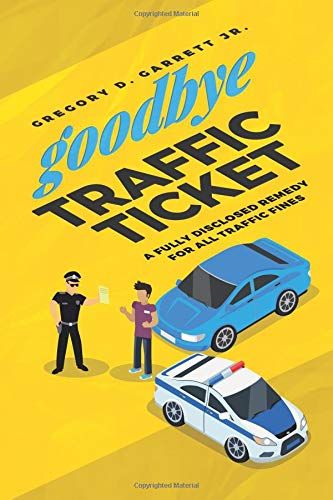 Copyrighted Material
GREGORY D. GARRETT JR.
goodbye
TRAFFIC
TICKET
A FULLY DISCLOSED REMEDY
FOR ALL TRAFFIC FINES
Copyrighted Material